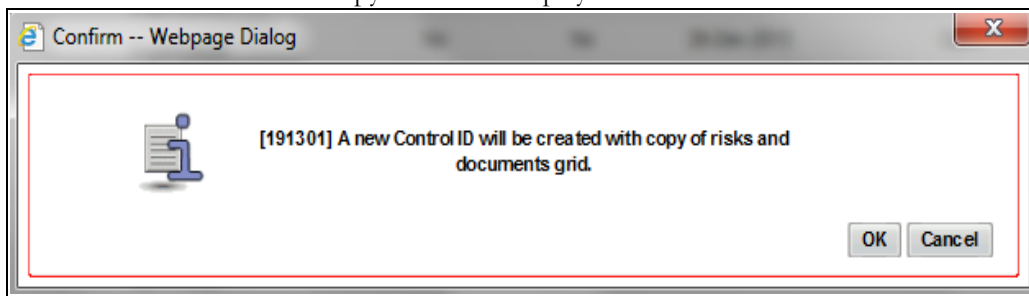 Confirm -- Webpage Dialog
[191301] A new Control ID will be created with copy of risks and
documents grid.
OK Cancel